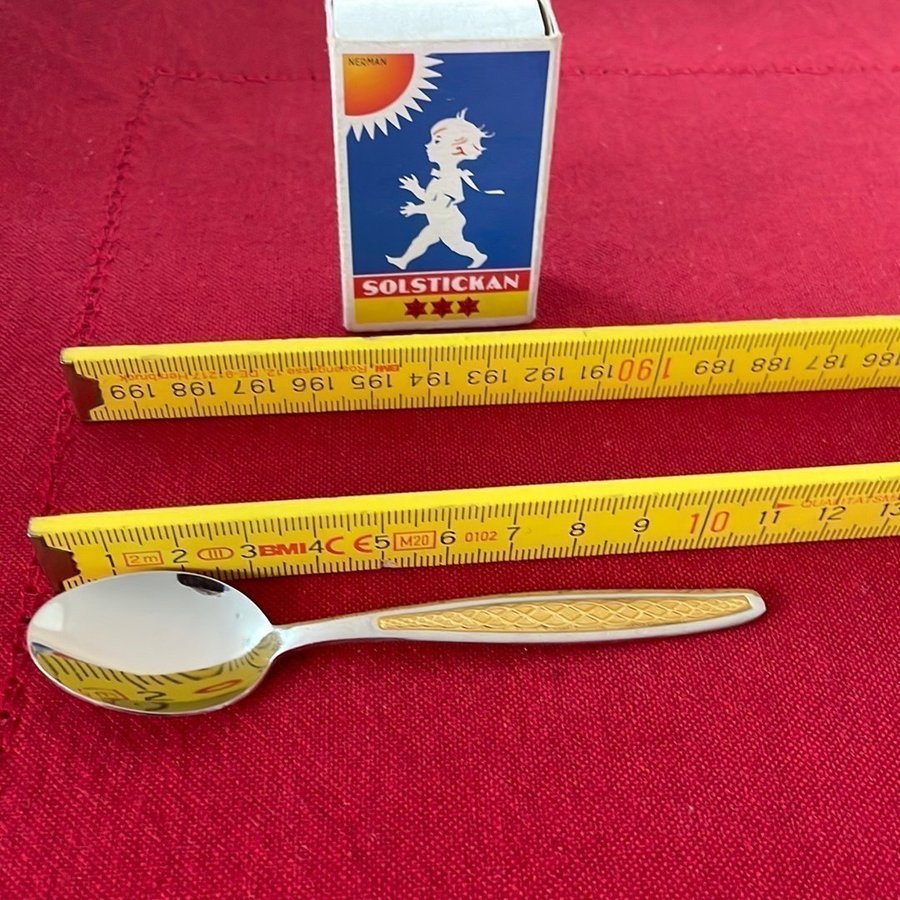 NERMAN
SOLSTICKAN
199 198 197 196 195 194 193 192 191 190 189 188 187 186
BMI
1 2m 2 III 3 BMI 4 CE 5 M20 6 0102 7 8 9 10 11 12 13